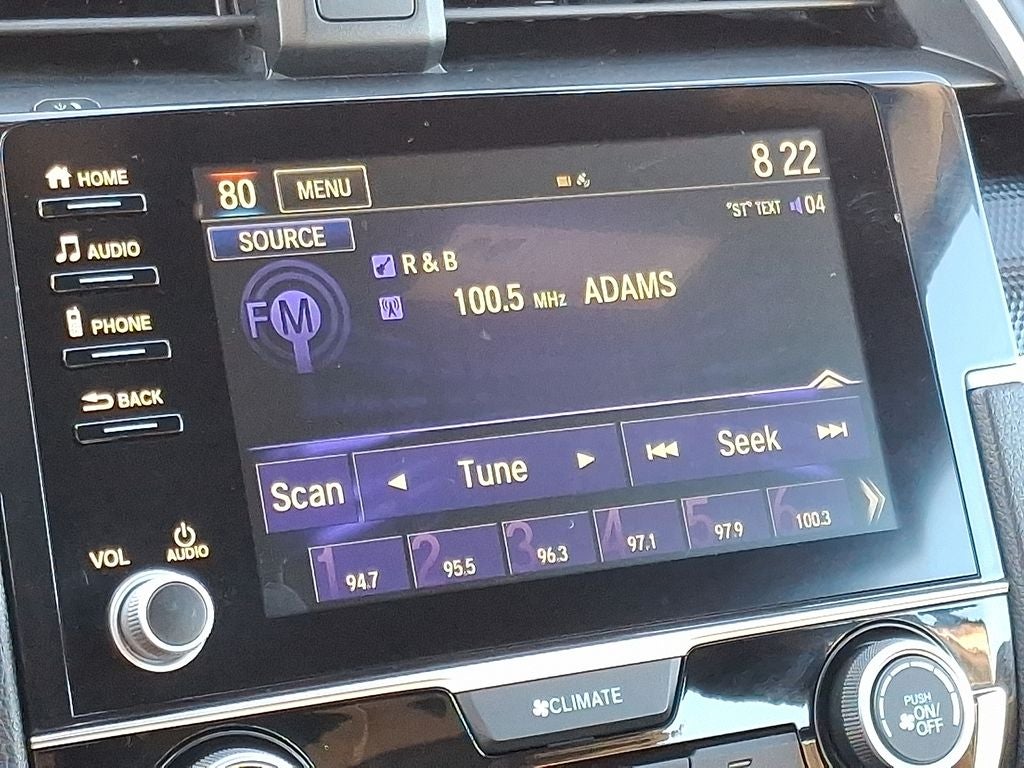 HOME
80
MENU
8 22
"ST" TEXT
04
AUDIO
SOURCE
R & B
FM
100.5 MHz ADAMS
PHONE
BACK
Scan
Tune
Seek
1 94.7
2 95.5
3 96.3
4 97.1
5 97.9
6 100.3
VOL
AUDIO
CLIMATE
PUSH
ON/
OFF